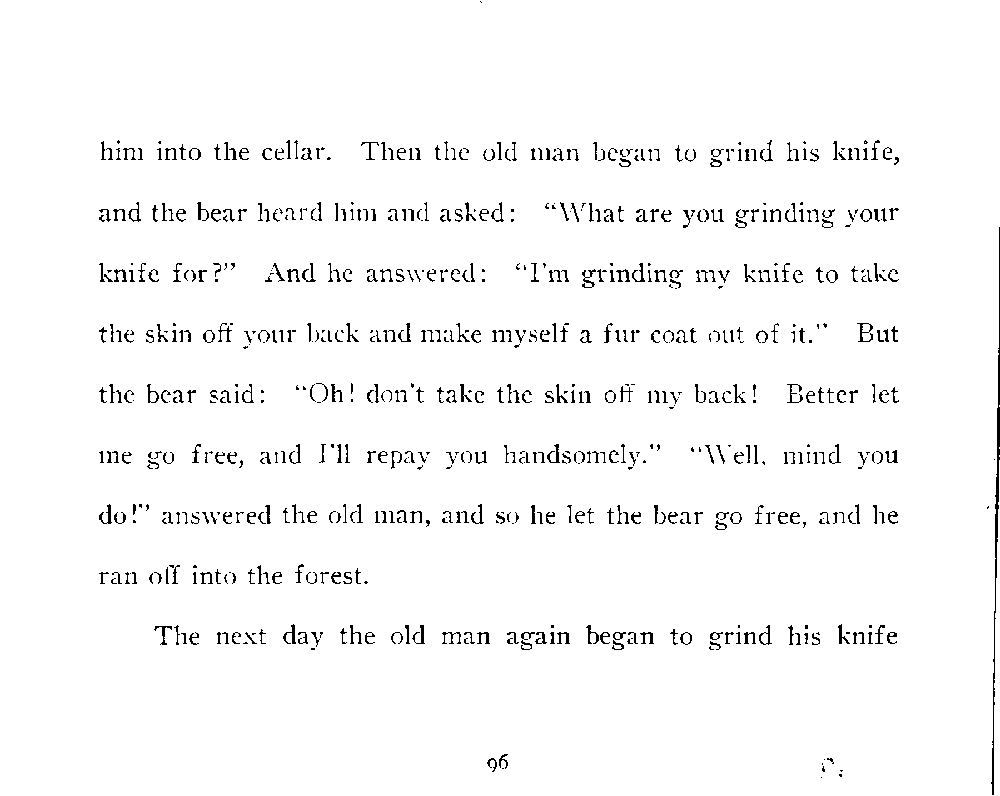 him into the cellar. Then the old man began to grind his knife,
and the bear heard him and asked: “What are you grinding your
knife for?” And he answered: “I'm grinding my knife to take
the skin off your back and make myself a fur coat out of it.” But
the bear said: “Oh! don't take the skin off my back! Better let
me go free, and I'll repay you handsomely.” “Well, mind you
do!” answered the old man, and so he let the bear go free, and he
ran off into the forest.
The next day the old man again began to grind his knife
96